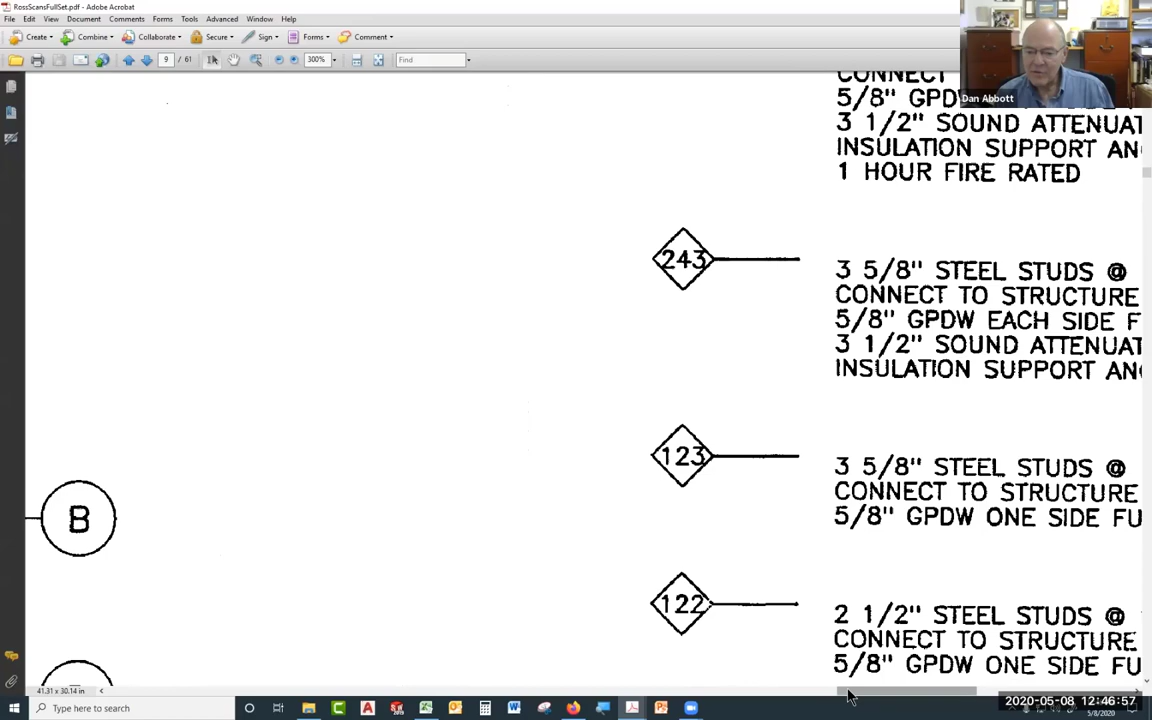 RossScansFullSet.pdf - Adobe Acrobat
File Edit View Document Comments Forms Tools Advanced Window Help
Create Combine Collaborate Secure Sign Forms Comment
9 / 61 300% Find
Dan Abbott
CONNECT
5/8" GPD
3 1/2" SOUND ATTENUAT
INSULATION SUPPORT AN
1 HOUR FIRE RATED
243
3 5/8" STEEL STUDS @
CONNECT TO STRUCTURE
5/8" GPDW EACH SIDE F
3 1/2" SOUND ATTENUAT
INSULATION SUPPORT AN
123
3 5/8" STEEL STUDS @
CONNECT TO STRUCTURE
5/8" GPDW ONE SIDE FU
B
122
2 1/2" STEEL STUDS @
CONNECT TO STRUCTURE
5/8" GPDW ONE SIDE FU
41.31 x 30.14 in
Type here to search
2020-05-08 12:46:57
5/8/2020